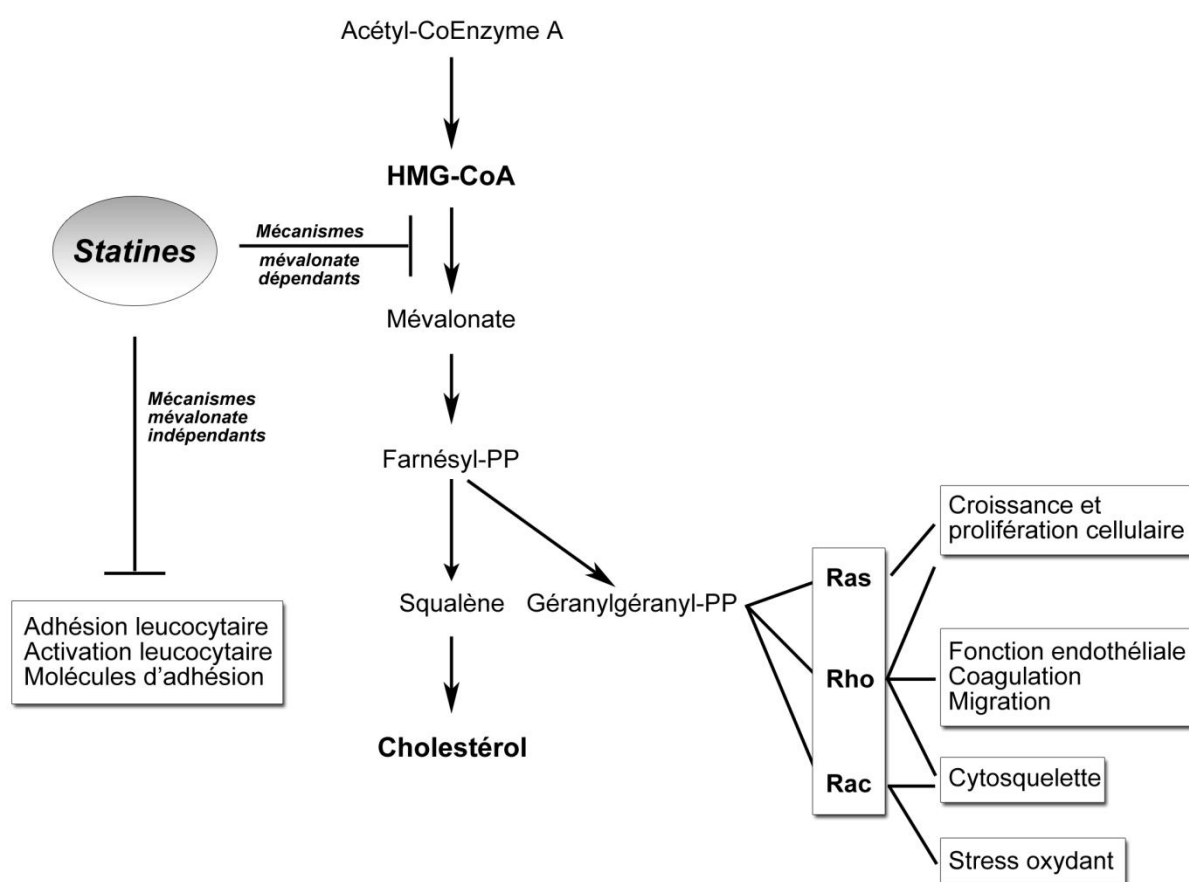 Acétyl-CoEnzyme A
HMG-CoA
Statines
Mécanismes
mévalonate
dépendants
Mévalonate
Mécanismes
mévalonate
indépendants
Farnésyl-PP
Croissance et
prolifération cellulaire
Ras
Squalène
Géranylgéranyl-PP
Adhésion leucocytaire
Activation leucocytaire
Molécules d'adhésion
Rho
Fonction endothéliale
Coagulation
Migration
Cholestérol
Rac
Cytosquelette
Stress oxydant